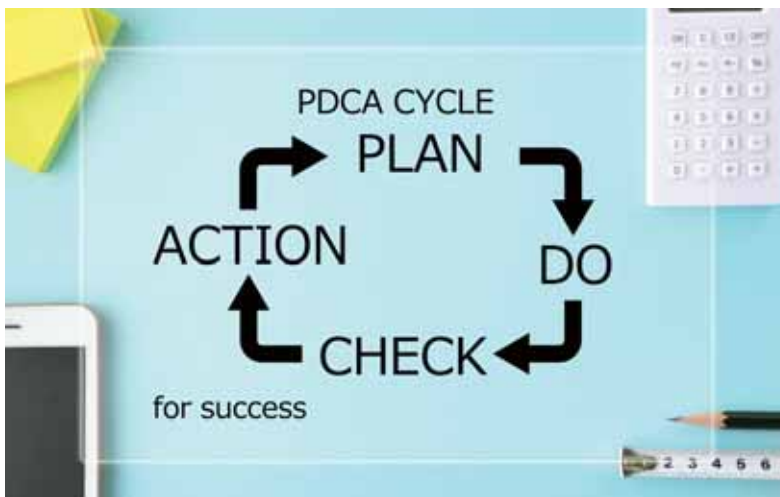 PDCA CYCLE
PLAN
ACTION
DO
CHECK
for success
2 3 4 5 6